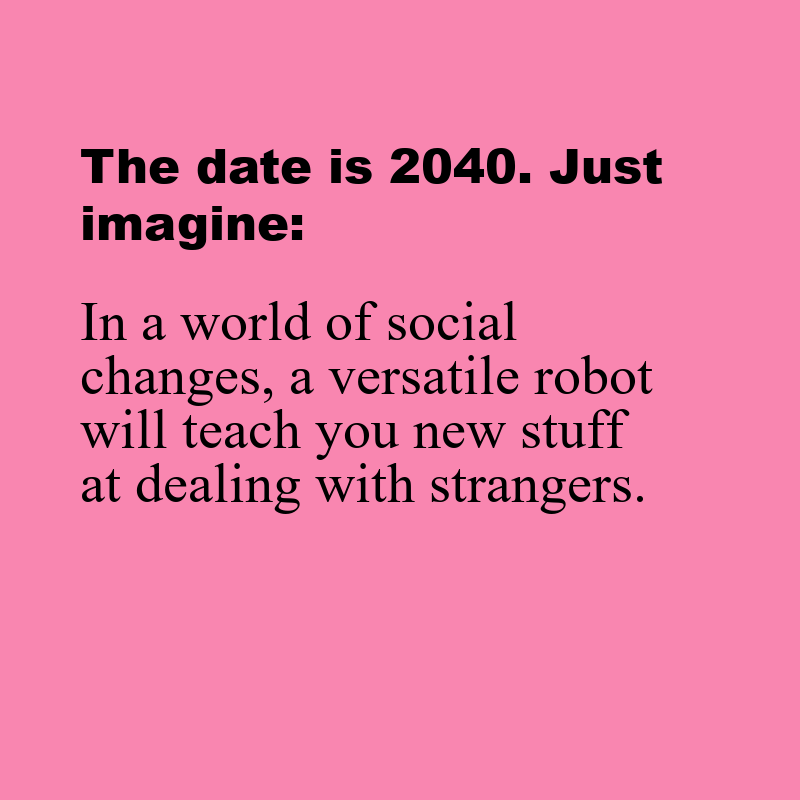 The date is 2040. Just
imagine:
In a world of social
changes, a versatile robot
will teach you new stuff
at dealing with strangers.